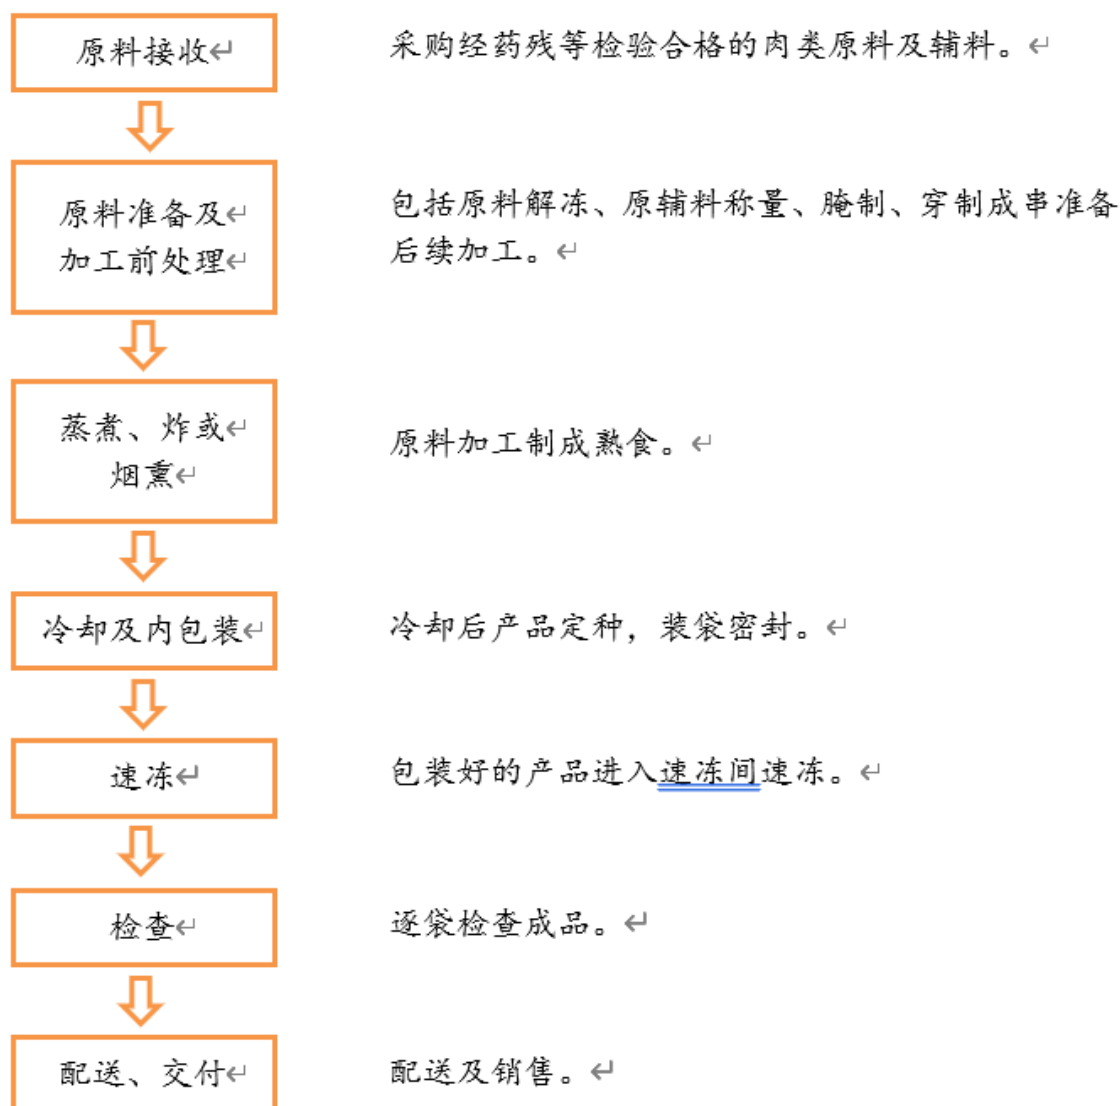 原料接收
采购经药残等检验合格的肉类原料及辅料。
原料准备及
加工前处理
包括原料解冻、原辅料称量、腌制、穿制成串准备
后续加工。
蒸煮、炸或
烟熏
原料加工制成熟食。
冷却及内包装
冷却后产品定种，装袋密封。
速冻
包装好的产品进入速冻间速冻。
检查
逐袋检查成品。
配送、交付
配送及销售。